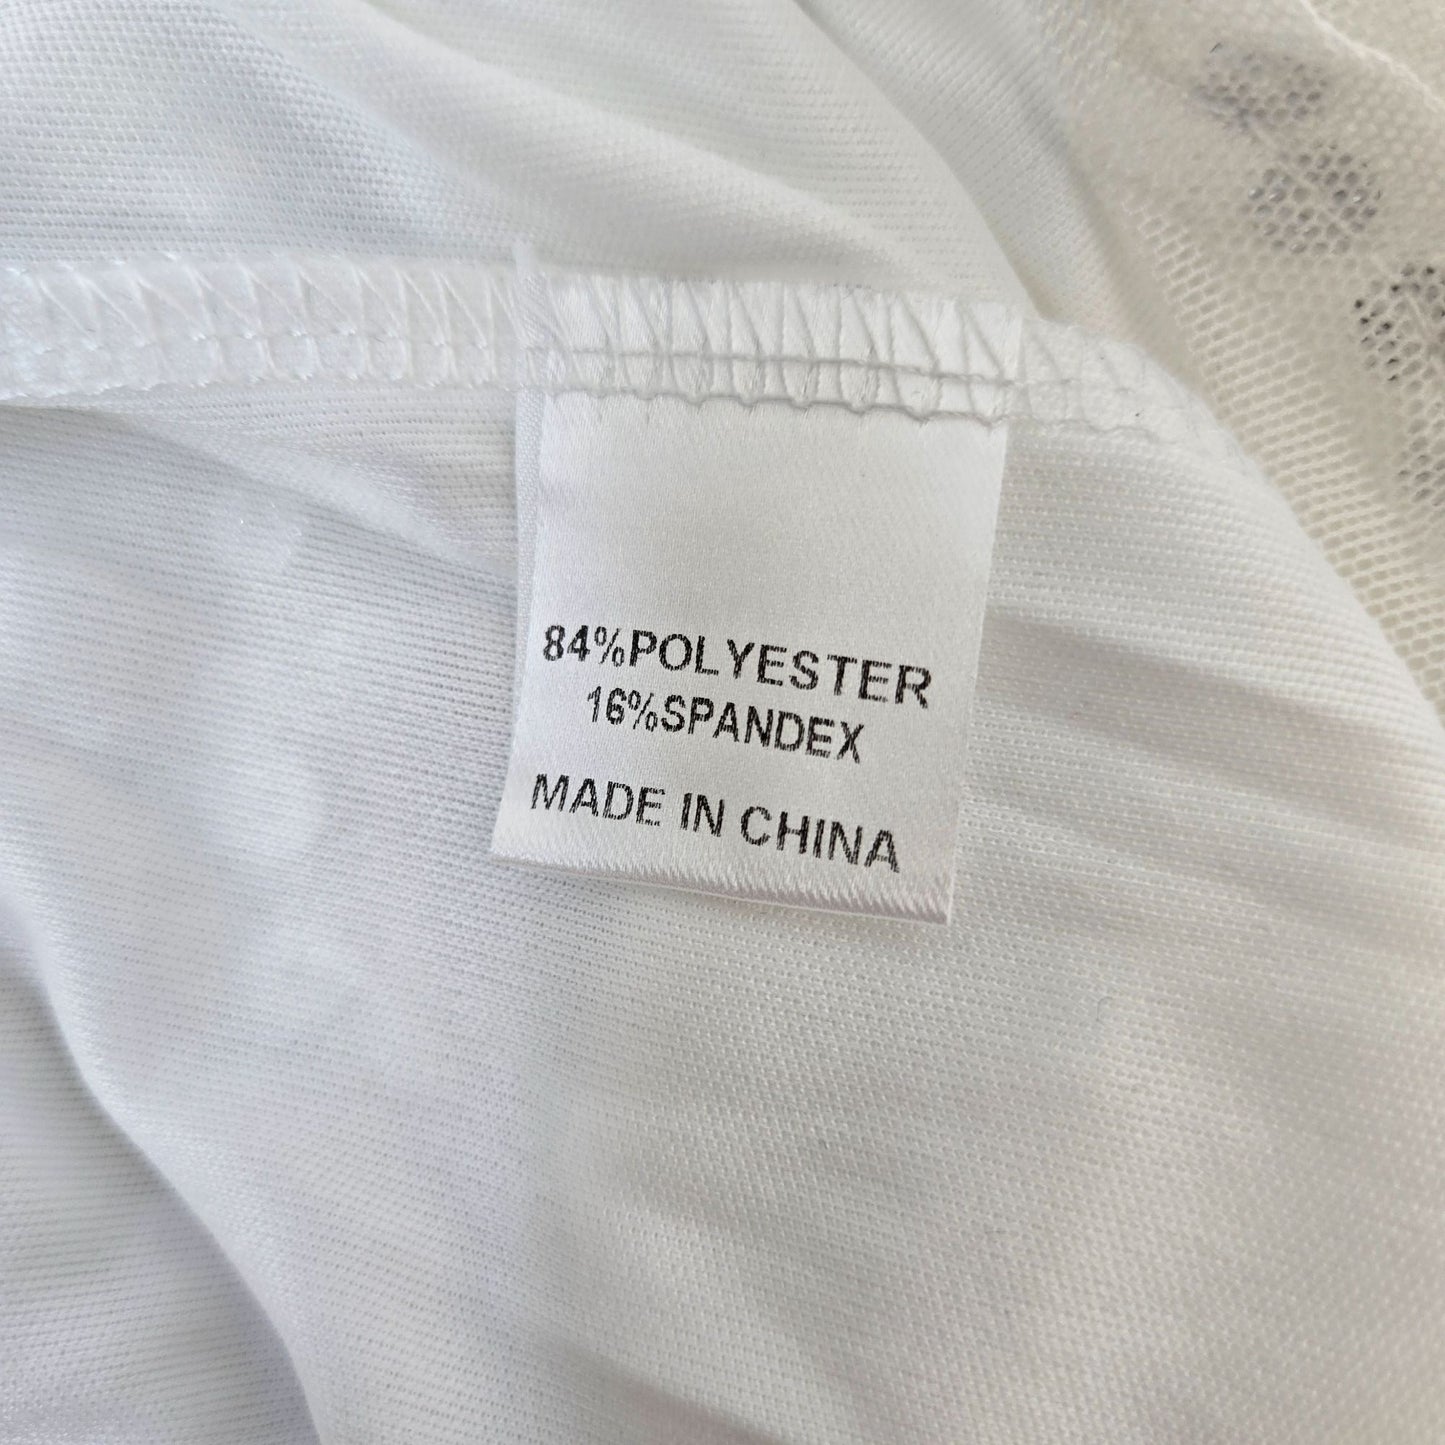 84%POLYESTER
16%SPANDEX
MADE IN CHINA